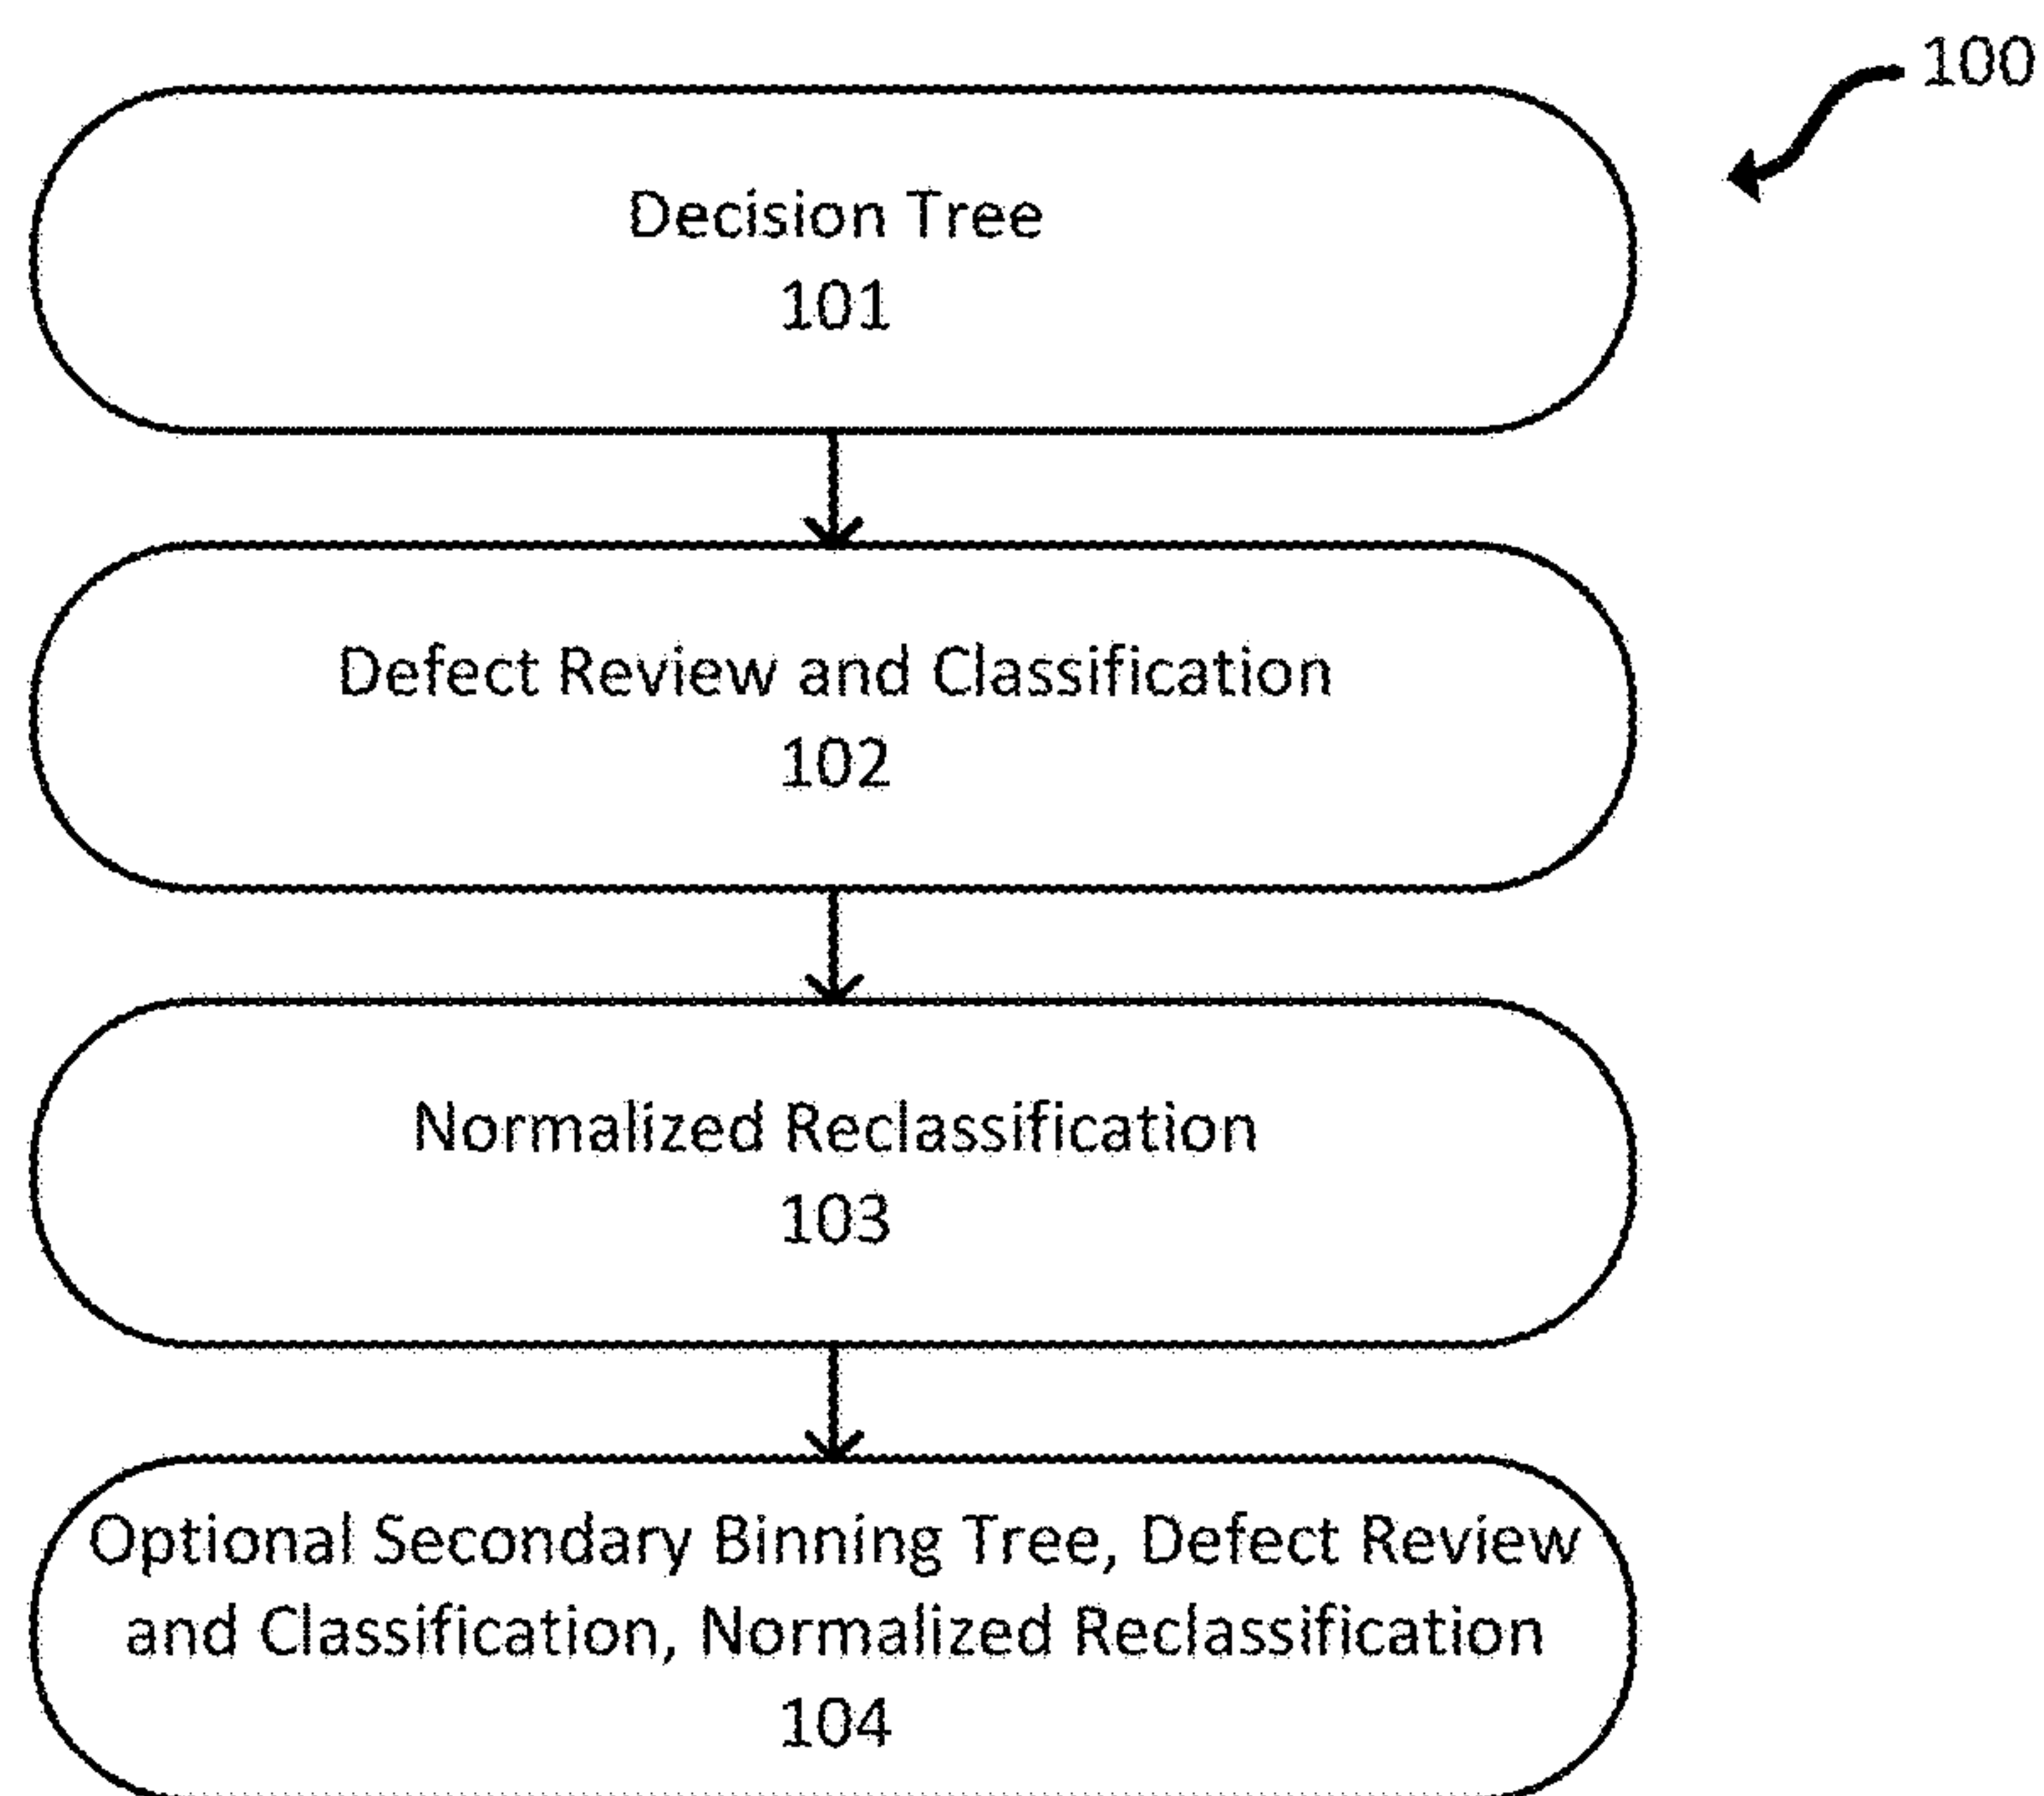 100
Decision Tree
101
Defect Review and Classification
102
Normalized Reclassification
103
Optional Secondary Binning Tree, Defect Review
and Classification, Normalized Reclassification
104